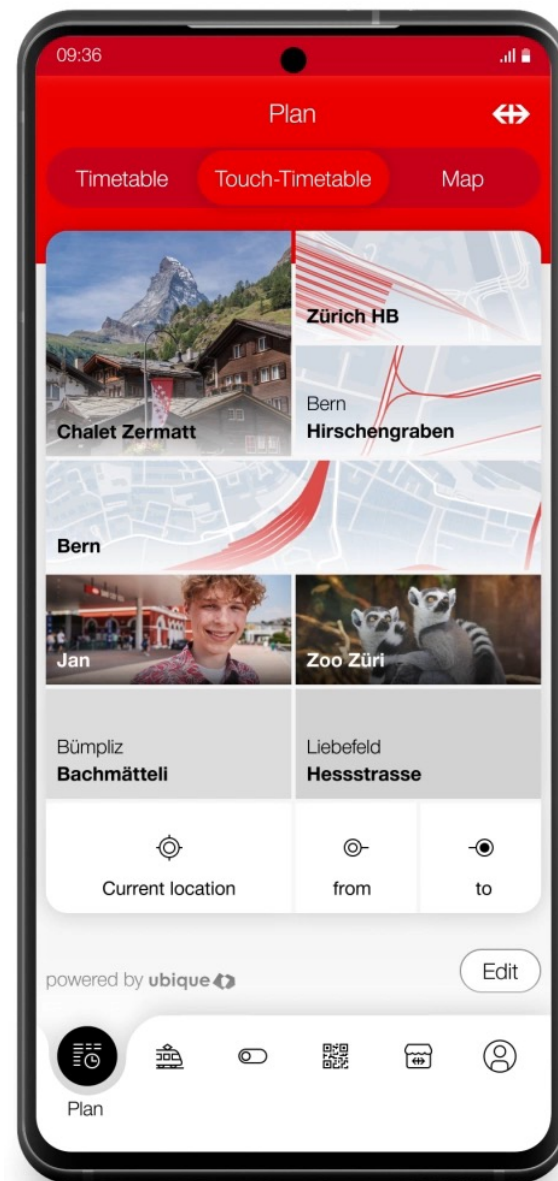 09:36
Plan
Timetable
Touch-Timetable
Map
Chalet Zermatt
Zürich HB
Bern
Hirschengraben
Bern
Jan
Zoo Züri
Bümpliz
Bachmätteli
Liebefeld
Hessstrasse
Current location
from
to
powered by ubique
Edit
Plan